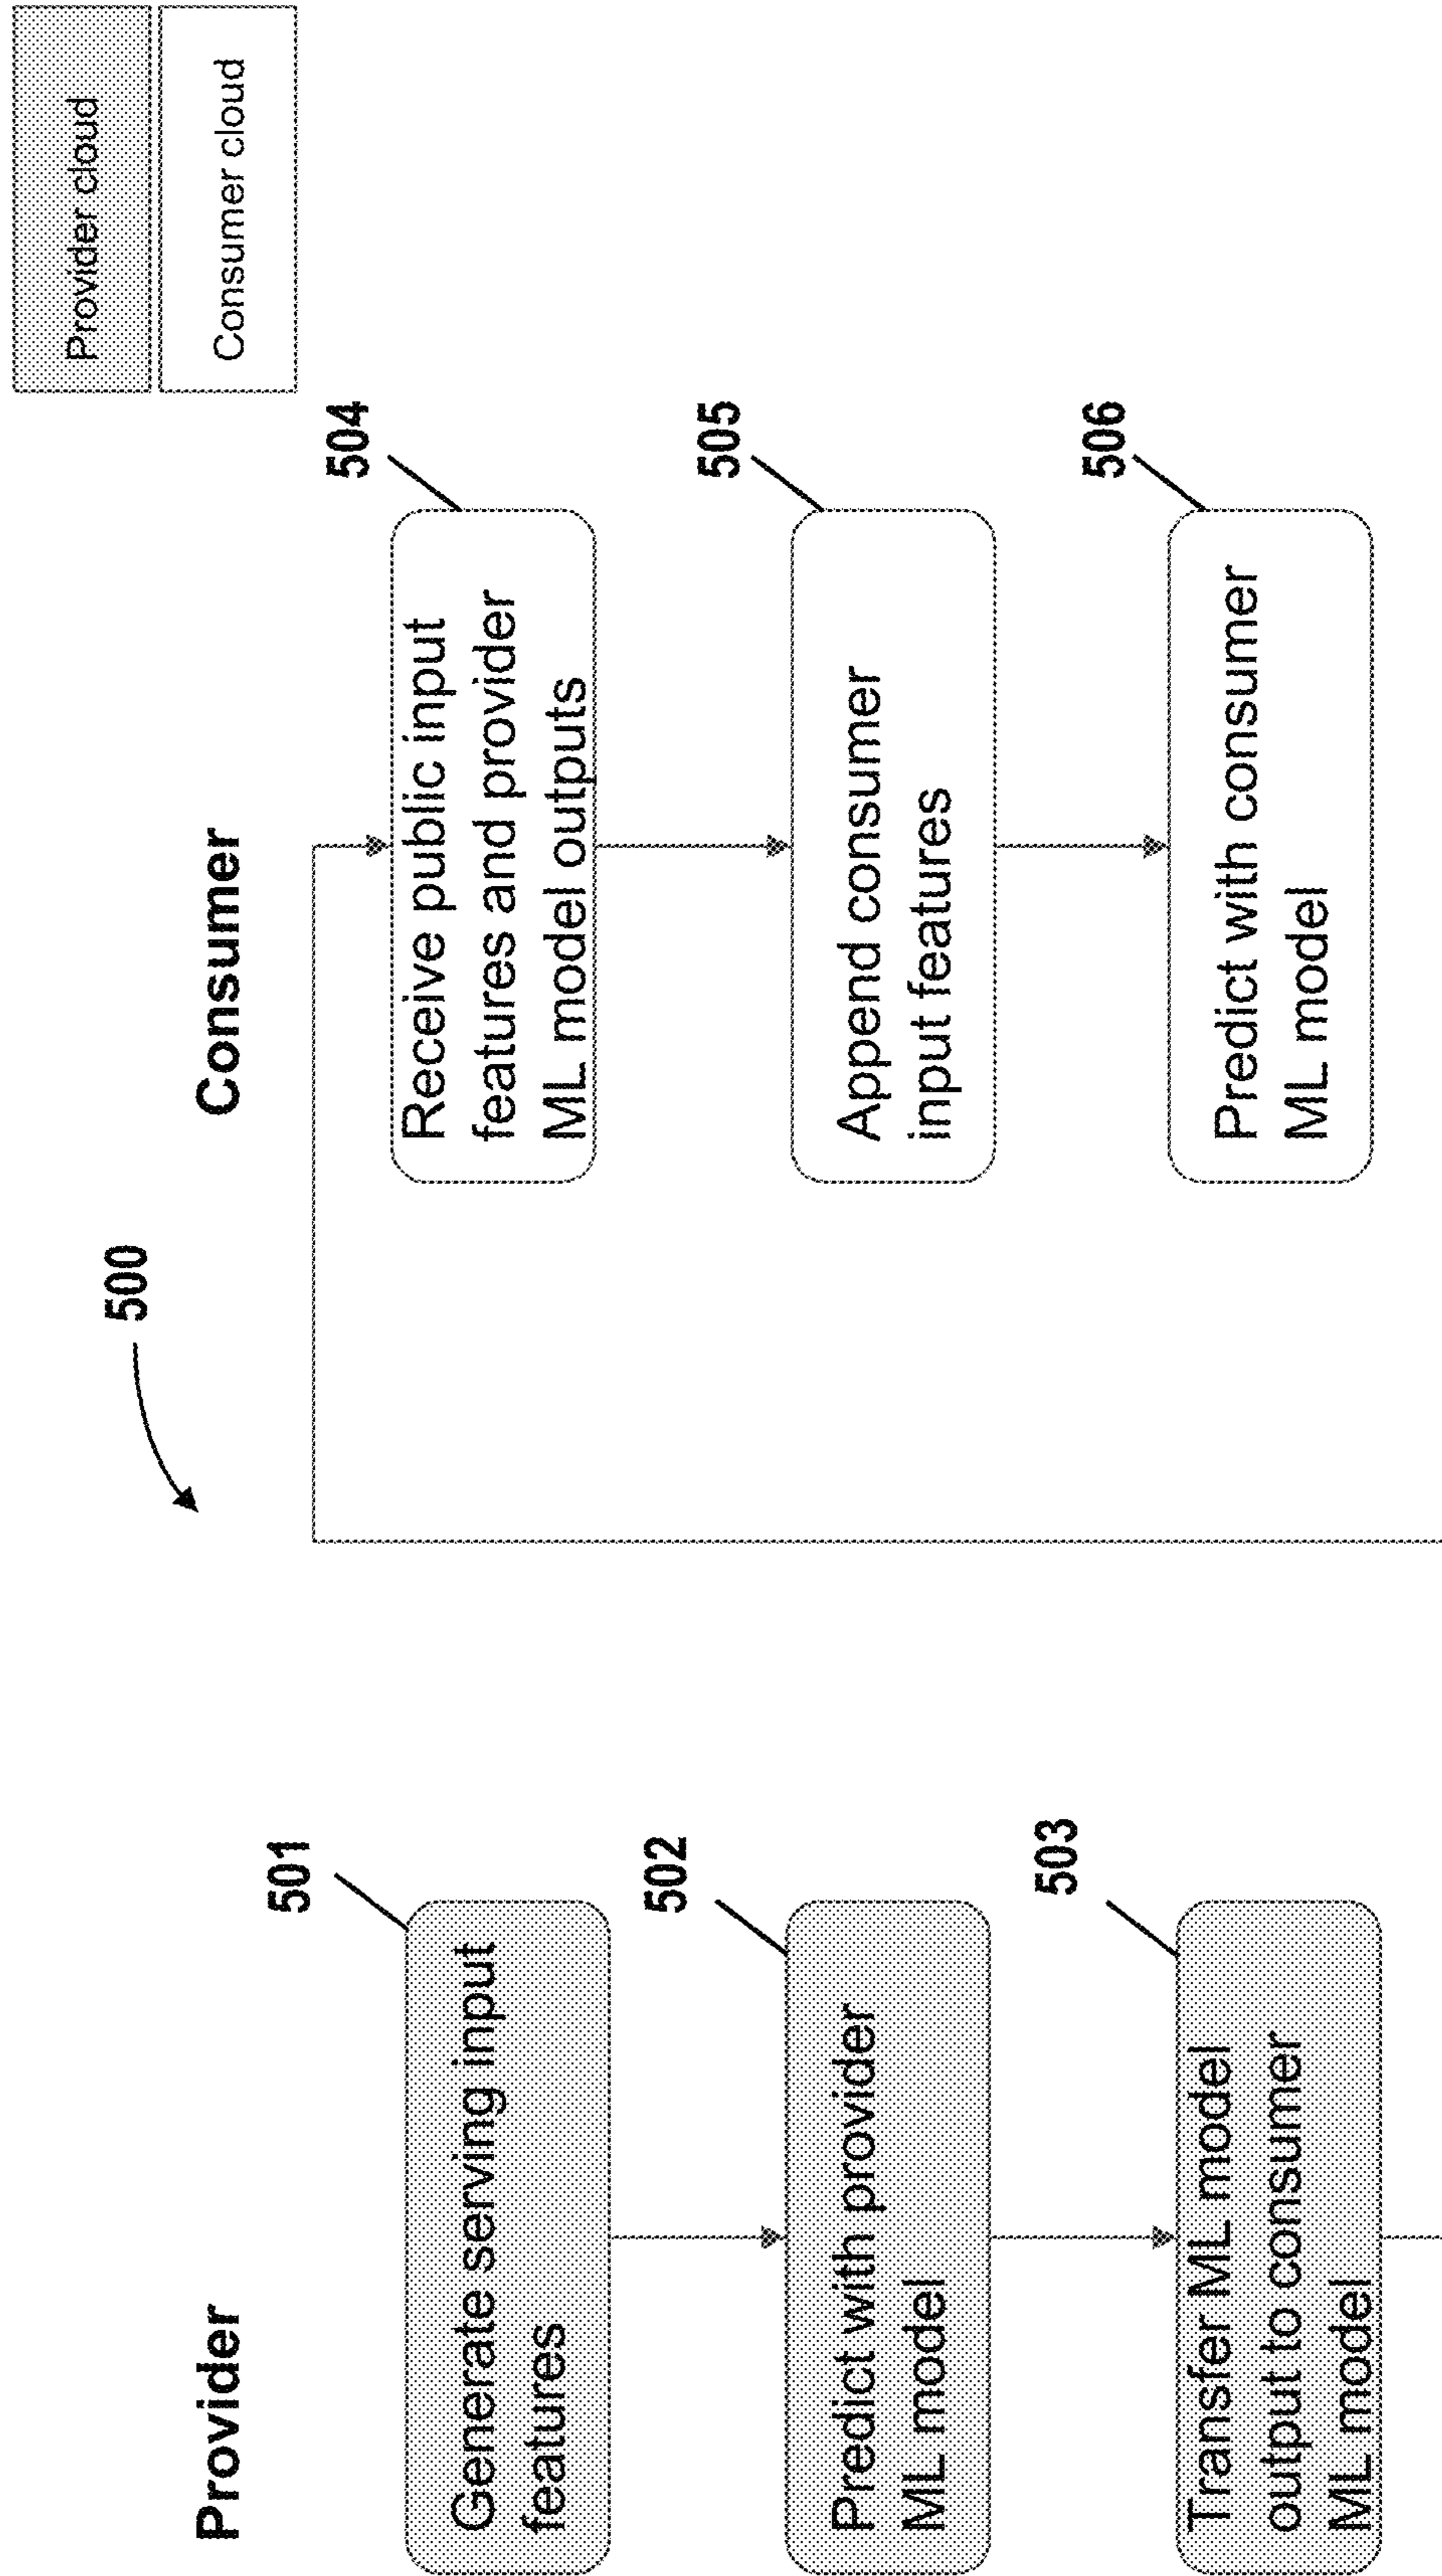 Provider cloud
Consumer cloud
500
Provider
Consumer
501
Generate serving input
features
502
Predict with provider
ML model
503
Transfer ML model
output to consumer
ML model
504
Receive public input
features and provider
ML model outputs
505
Append consumer
input features
506
Predict with consumer
ML model